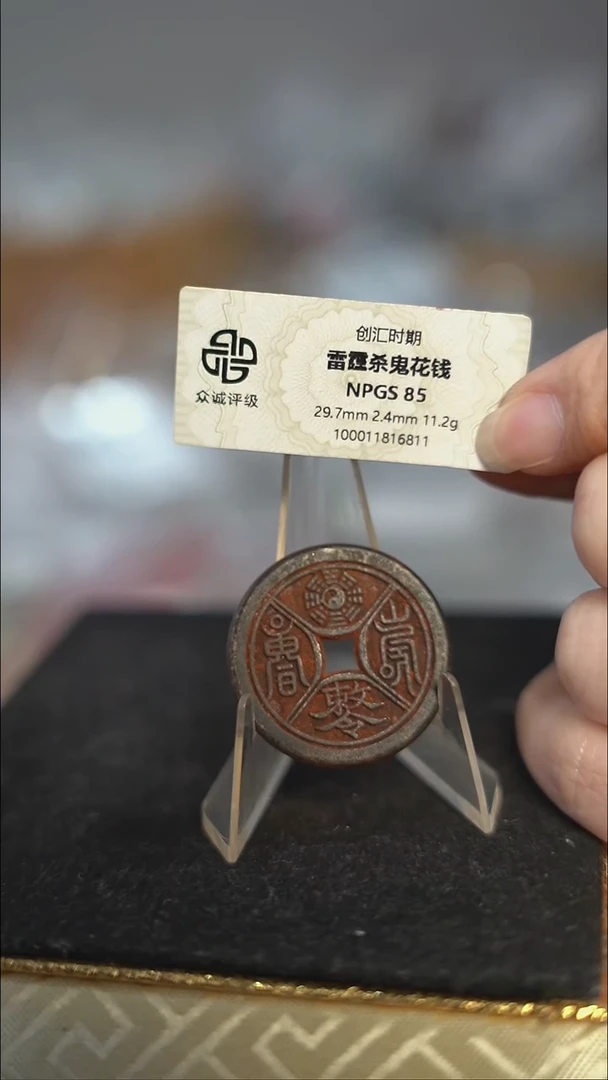 众诚评级
创汇时期
雷霆杀鬼花钱
NPGS 85
29.7mm 2.4mm 11.2g
100011816811